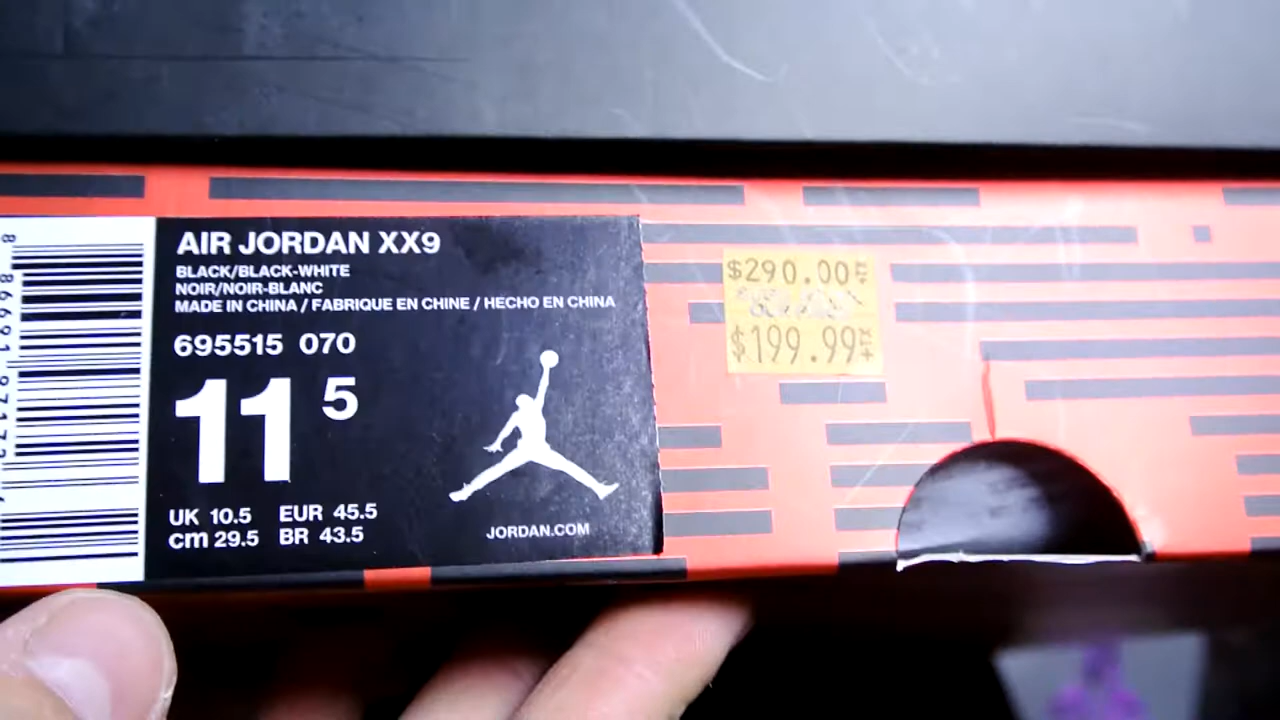 AIR JORDAN XX9
BLACK/BLACK-WHITE
NOIR/NOIR-BLANC
MADE IN CHINA / FABRIQUE EN CHINE / HECHO EN CHINA
695515 070
11 5
UK 10.5 EUR 45.5
cm 29.5 BR 43.5
JORDAN.COM
$290.00
$199.99